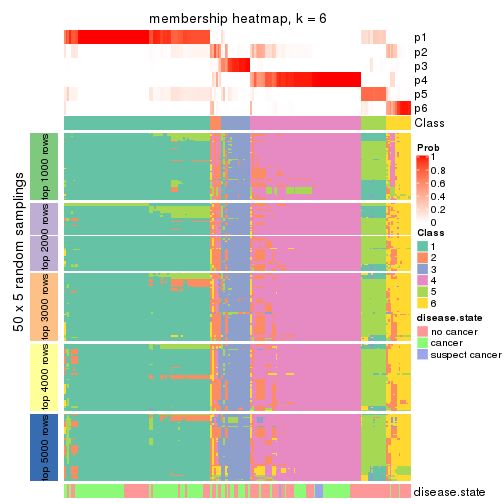 membership heatmap, k = 6
p1
p2
p3
p4
p5
p6
Class
50 x 5 random samplings
top 1000 rows
top 2000 rows
top 3000 rows
top 4000 rows
top 5000 rows
disease.state
Prob
1
0.8
0.6
0.4
0.2
0
Class
1
2
3
4
5
6
disease.state
no cancer
cancer
suspect cancer